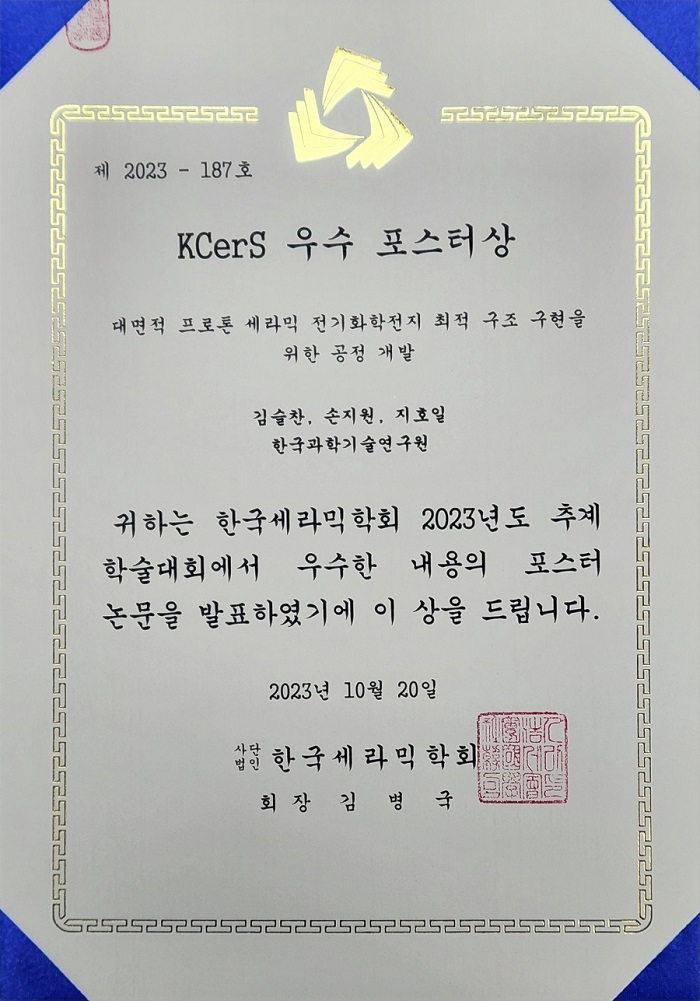 제 2023 - 187호
KCerS 우수 포스터상
대면적 프로톤 세라믹 전기화학전지 최적 구조 구현을
위한 공정 개발
김슬찬, 손지원, 지호일
한국과학기술연구원
귀하는 한국세라믹학회 2023년도 추계
학술대회에서 우수한 내용의 포스터
논문을 발표하였기에 이 상을 드립니다.
2023년 10월 20일
사단
법인 한국세라믹학회
회 장 김 병 국